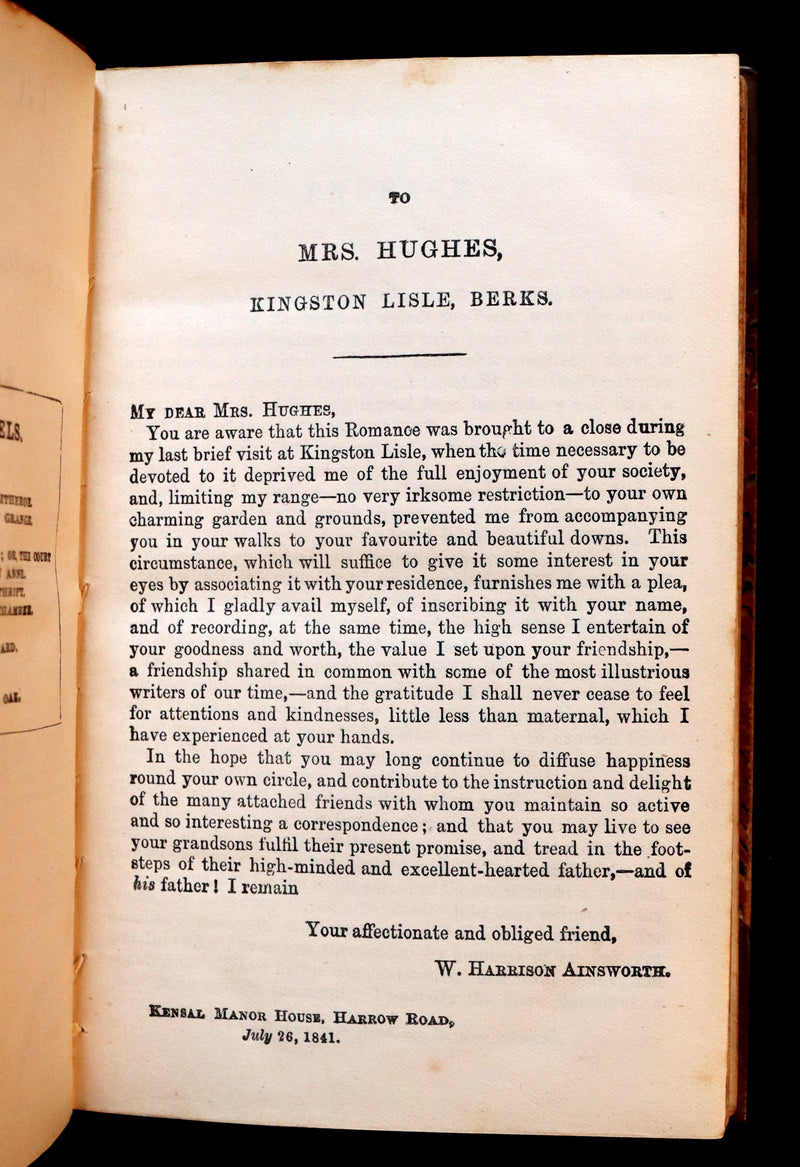 ELS.
GRANGE
; OR, THE COURT
ANNE.
THRIFT.
CHAMBER
ARD.
OAK.
TO
MRS. HUGHES,
KINGSTON LISLE, BERKS.
MY DEAR MRS. HUGHES,
You are aware that this Romance was brought to a close during
my last brief visit at Kingston Lisle, when the time necessary to be
devoted to it deprived me of the full enjoyment of your society,
and, limiting my range—no very irksome restriction—to your own
charming garden and grounds, prevented me from accompanying
you in your walks to your favourite and beautiful downs. This
circumstance, which will suffice to give it some interest in your
eyes by associating it with your residence, furnishes me with a plea,
of which I gladly avail myself, of inscribing it with your name,
and of recording, at the same time, the high sense I entertain of
your goodness and worth, the value I set upon your friendship,—
a friendship shared in common with some of the most illustrious
writers of our time,—and the gratitude I shall never cease to feel
for attentions and kindnesses, little less than maternal, which I
have experienced at your hands.
In the hope that you may long continue to diffuse happiness
round your own circle, and contribute to the instruction and delight
of the many attached friends with whom you maintain so active
and so interesting a correspondence; and that you may live to see
your grandsons fulfil their present promise, and tread in the foot-
steps of their high-minded and excellent-hearted father,—and of
his father! I remain
Your affectionate and obliged friend,
W. HARRISON AINSWORTH.
KENSAL MANOR HOUSE, HARROW ROAD,
July 26, 1841.